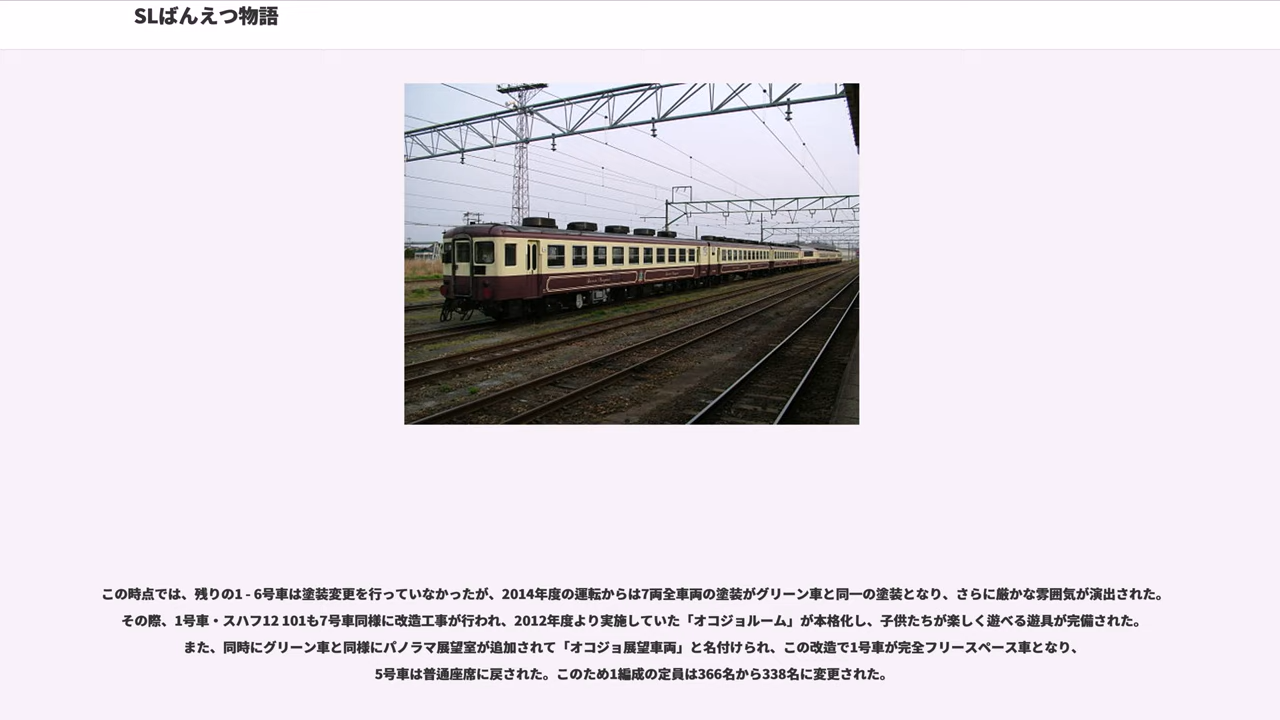 SLばんえつ物語
この時点では、残りの1 - 6号車は塗装変更を行っていなかったが、2014年度の運転からは7両全車両の塗装がグリーン車と同一の塗装となり、さらに厳かな雰囲気が演出された。
その際、1号車・スハフ12 101も7号車同様に改造工事が行われ、2012年度より実施していた「オコジョルーム」が本格化し、子供たちが楽しく遊べる遊具が完備された。
また、同時にグリーン車と同様にパノラマ展望室が追加されて「オコジョ展望車両」と名付けられ、この改造で1号車が完全フリースペース車となり、
5号車は普通座席に戻された。このため1編成の定員は366名から338名に変更された。